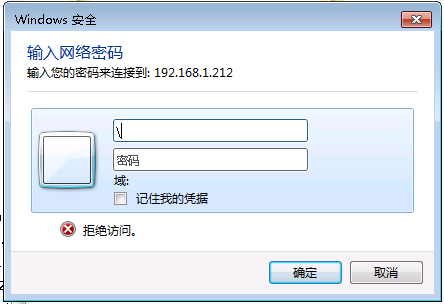 Windows 安全
输入网络密码
输入您的密码来连接到: 192.168.1.212
\
密码
域:
记住我的凭据
拒绝访问。
确定
取消